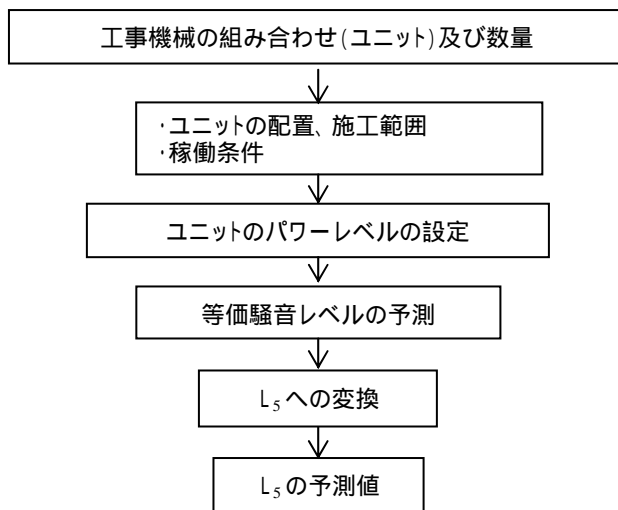 工事機械の組み合わせ(ユニット)及び数量
・ユニットの配置、施工範囲
・稼働条件
ユニットのパワーレベルの設定
等価騒音レベルの予測
L₅への変換
L₅の予測値